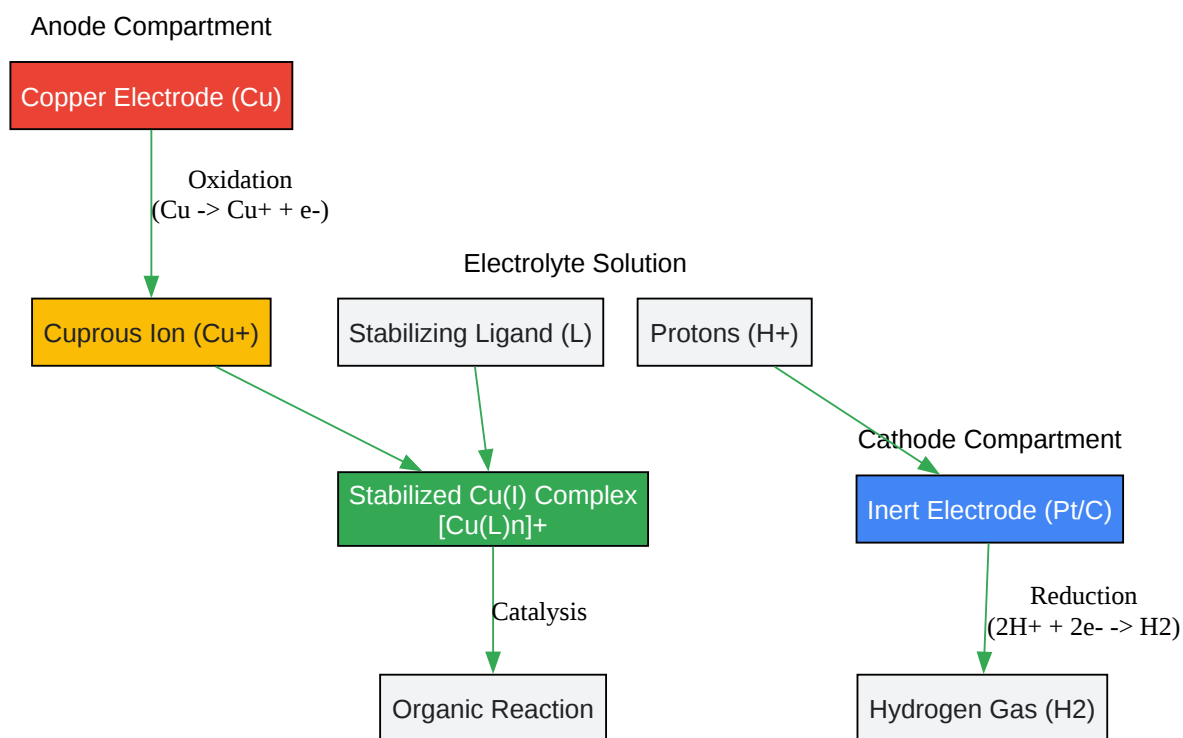 Anode Compartment
Copper Electrode (Cu)
Oxidation
(Cu -> Cu+ + e-)
Electrolyte Solution
Cuprous Ion (Cu+)
Stabilizing Ligand (L)
Protons (H+)
Cathode Compartment
Stabilized Cu(I) Complex
[Cu(L)n]+
Inert Electrode (Pt/C)
Catalysis
Reduction
(2H+ + 2e- -> H2)
Organic Reaction
Hydrogen Gas (H2)